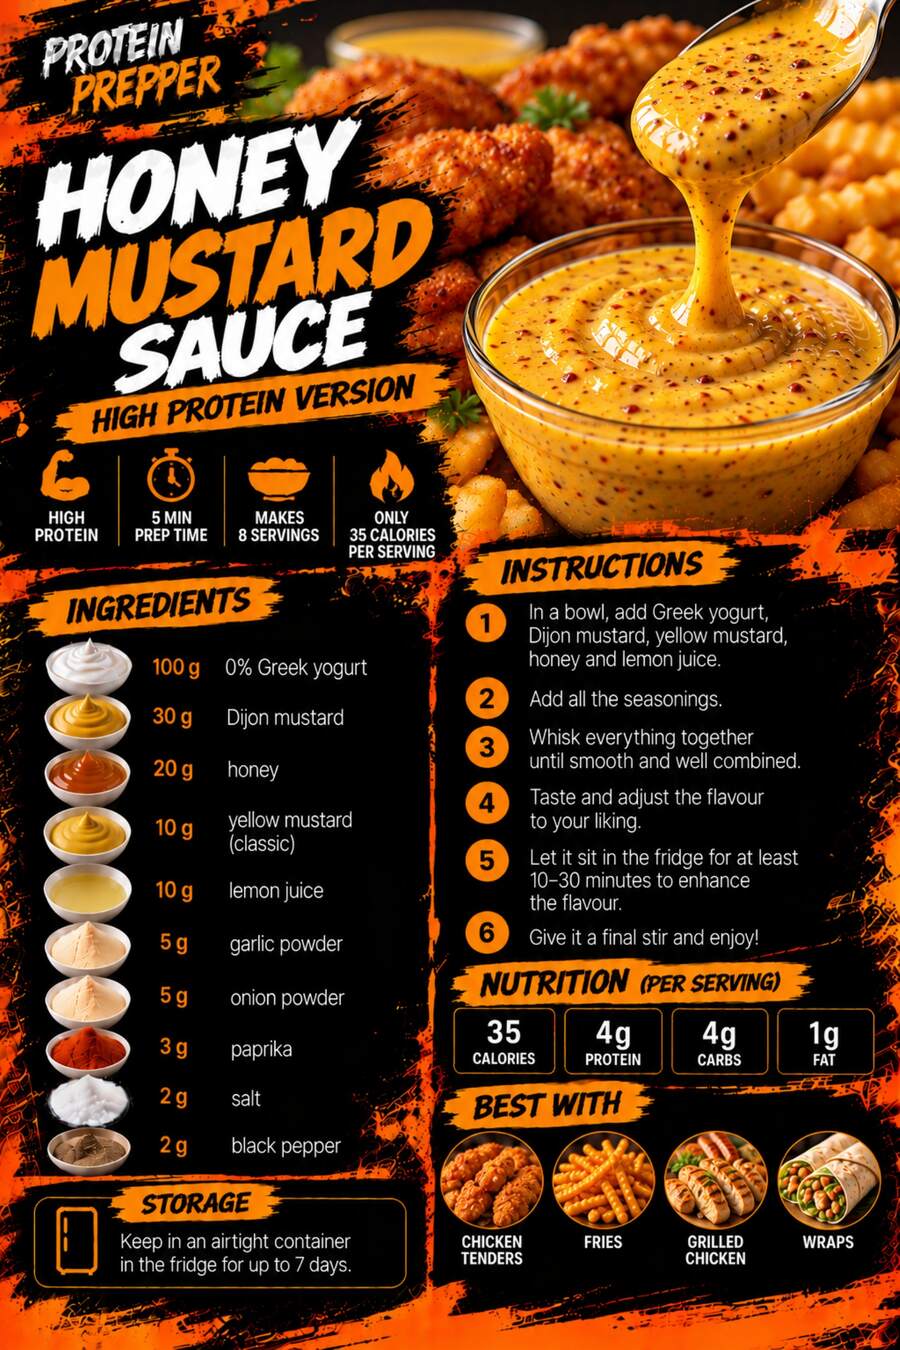 PROTEIN
PREPPER
HONEY
MUSTARD
SAUCE
HIGH PROTEIN VERSION
HIGH
PROTEIN
5 MIN
PREP TIME
MAKES
8 SERVINGS
ONLY
35 CALORIES
PER SERVING
INGREDIENTS
100 g 0% Greek yogurt
30 g Dijon mustard
20 g honey
10 g yellow mustard
(classic)
10 g lemon juice
5 g garlic powder
5 g onion powder
3 g paprika
2 g salt
2 g black pepper
STORAGE
Keep in an airtight container
in the fridge for up to 7 days.
INSTRUCTIONS
1 In a bowl, add Greek yogurt,
Dijon mustard, yellow mustard,
honey and lemon juice.
2 Add all the seasonings.
3 Whisk everything together
until smooth and well combined.
4 Taste and adjust the flavour
to your liking.
5 Let it sit in the fridge for at least
10–30 minutes to enhance
the flavour.
6 Give it a final stir and enjoy!
NUTRITION (PER SERVING)
35
CALORIES
4g
PROTEIN
4g
CARBS
1g
FAT
BEST WITH
CHICKEN
TENDERS
FRIES
GRILLED
CHICKEN
WRAPS